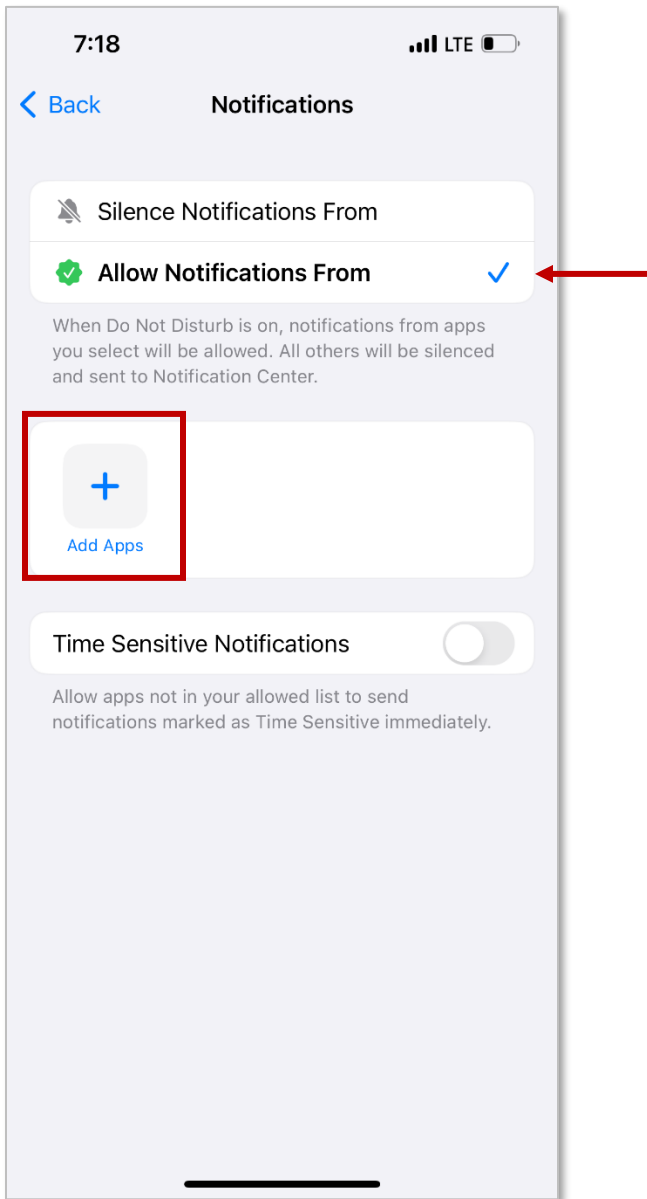 7:18 LTE
Back Notifications
Silence Notifications From
Allow Notifications From
When Do Not Disturb is on, notifications from apps
you select will be allowed. All others will be silenced
and sent to Notification Center.
Add Apps
Time Sensitive Notifications
Allow apps not in your allowed list to send
notifications marked as Time Sensitive immediately.